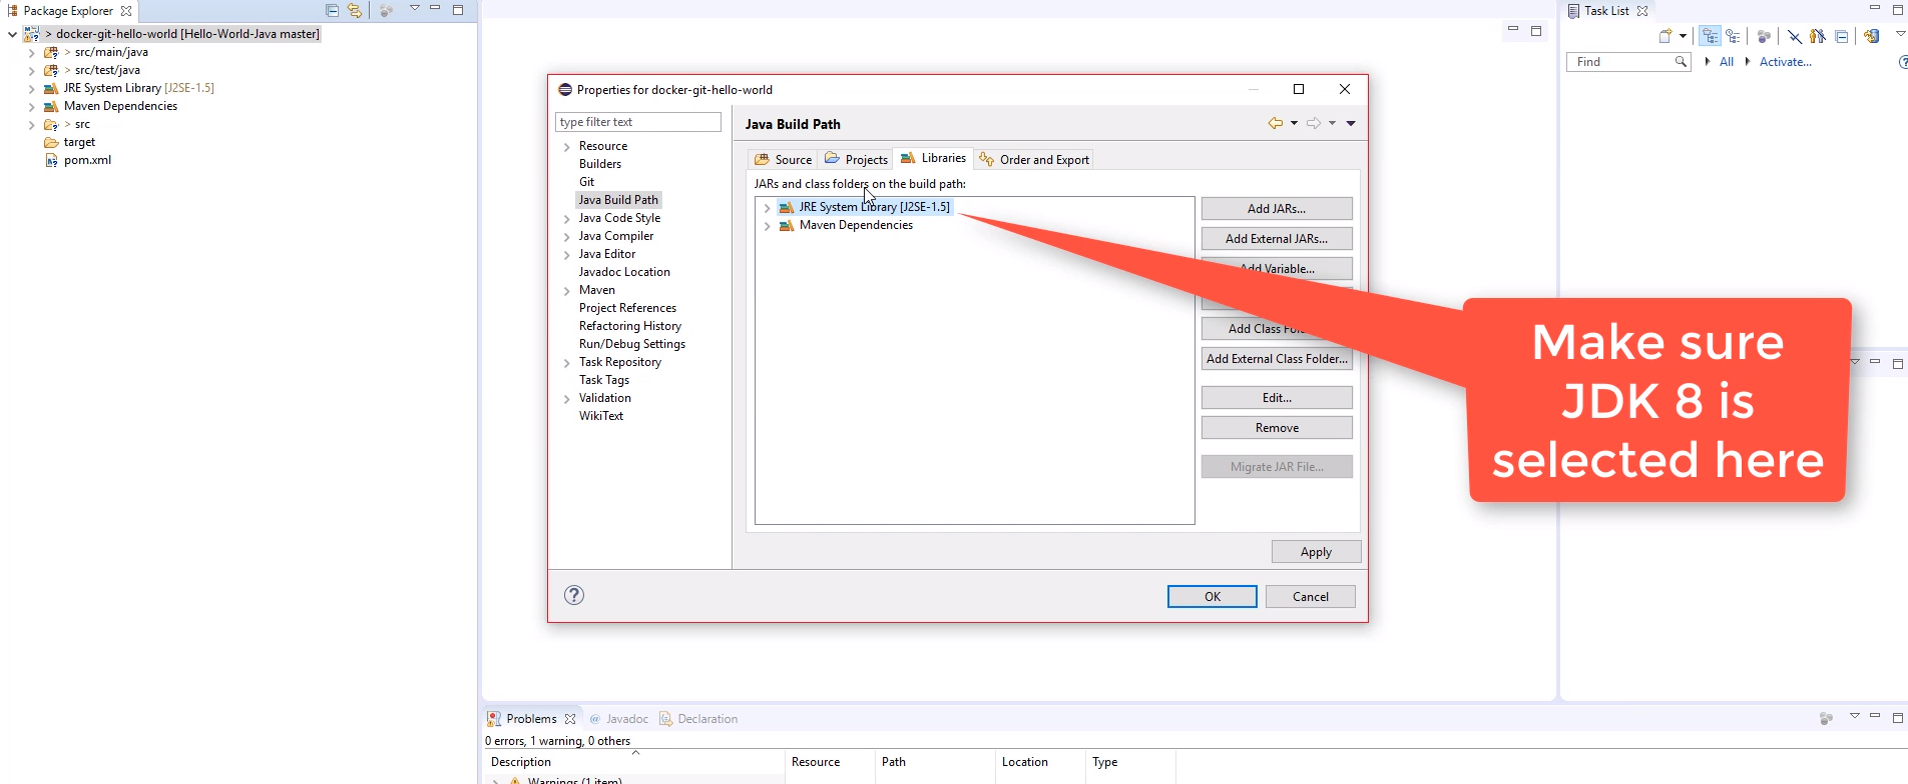 Package Explorer
> docker-git-hello-world [Hello-World-Java master]
> src/main/java
> src/test/java
JRE System Library [J2SE-1.5]
Maven Dependencies
> src
target
pom.xml
Properties for docker-git-hello-world
type filter text
Resource
Builders
Git
Java Build Path
Java Code Style
Java Compiler
Java Editor
Javadoc Location
Maven
Project References
Refactoring History
Run/Debug Settings
Task Repository
Task Tags
Validation
WikiText
Java Build Path
Source Projects Libraries Order and Export
JARs and class folders on the build path:
JRE System Library [J2SE-1.5]
Maven Dependencies
Add JARs...
Add External JARs...
Add Variable...
Add Class
Add External Class Folder...
Edit...
Remove
Migrate JAR File...
Apply
OK Cancel
Make sure
JDK 8 is
selected here
Task List
Find All Activate...
Problems Javadoc Declaration
0 errors, 1 warning, 0 others
Description Resource Path Location Type
Warnings (1 item)